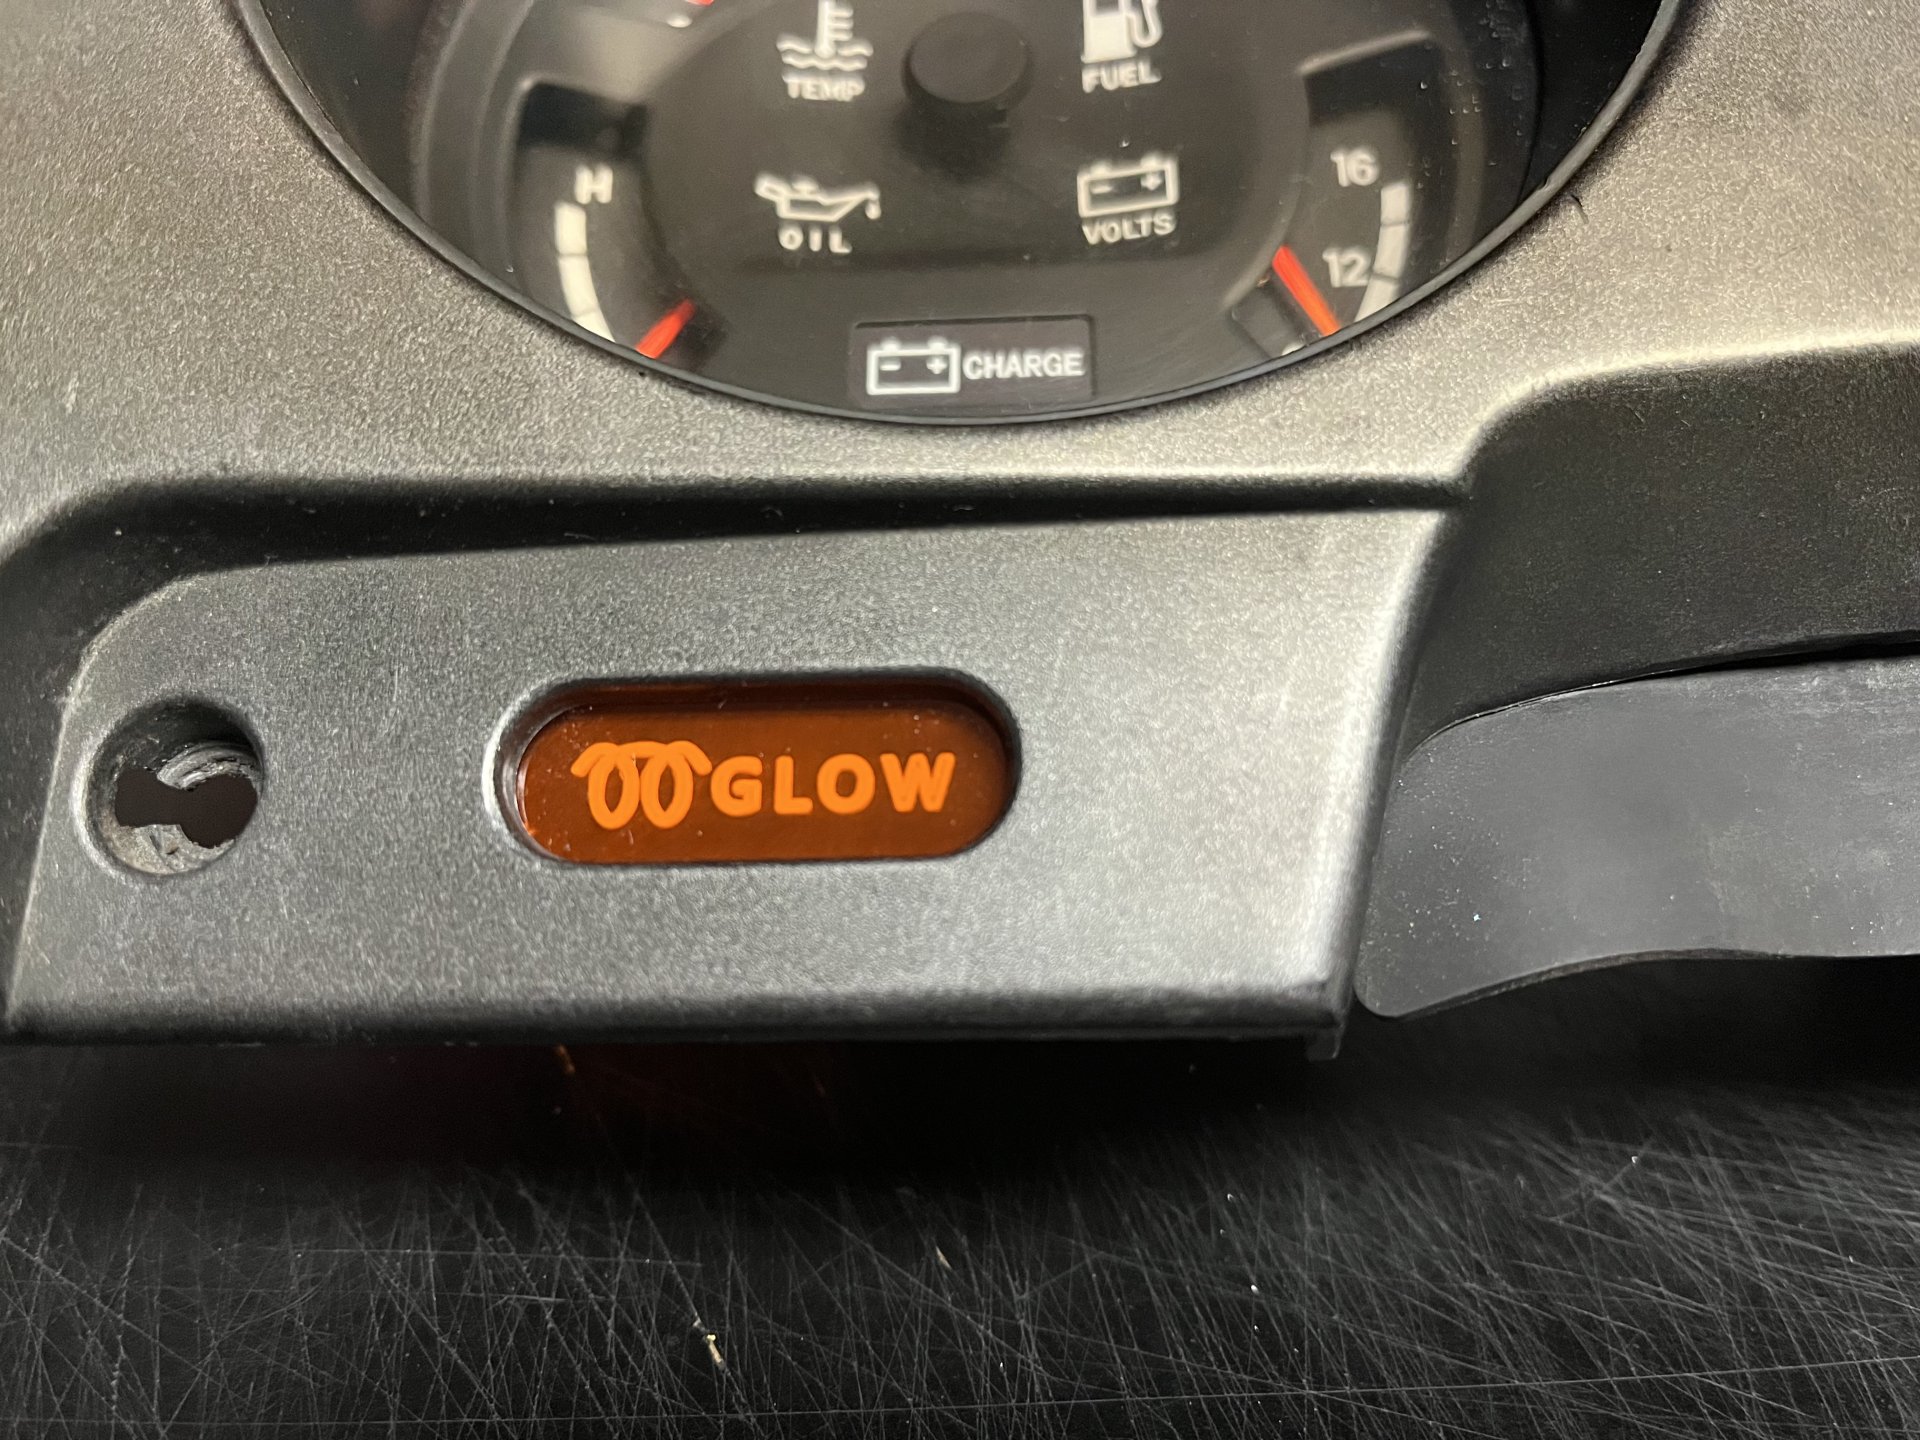 TEMP
FUEL
H
16
OIL
VOLTS
12
CHARGE
GLOW